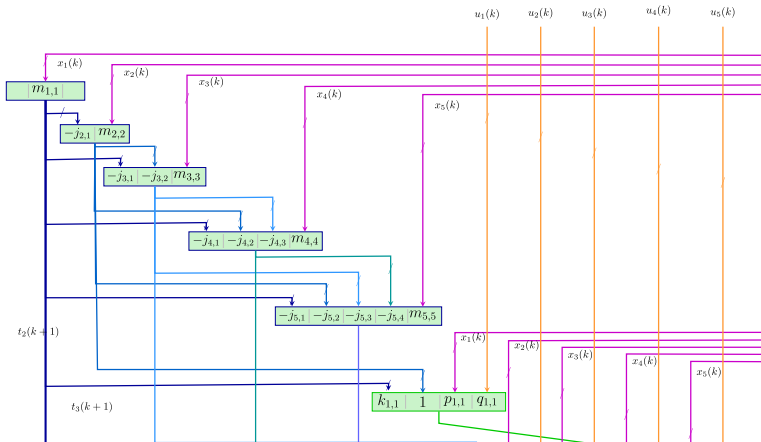 u₁(k) u₂(k) u₃(k) u₄(k) u₅(k)
x₁(k)
x₂(k)
x₃(k)
m₁,₁
x₄(k)
x₅(k)
−j₂,₁ m₂,₂
−j₃,₁ −j₃,₂ m₃,₃
−j₄,₁ −j₄,₂ −j₄,₃ m₄,₄
−j₅,₁ −j₅,₂ −j₅,₃ −j₅,₄ m₅,₅
t₂(k+1)
x₁(k)
x₂(k)
x₃(k)
x₄(k)
x₅(k)
k₁,₁ 1 p₁,₁ q₁,₁
t₃(k+1)